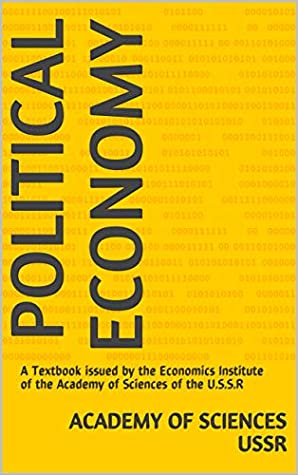 POLITICAL
ECONOMY
A Textbook issued by the Economics Institute
of the Academy of Sciences of the U.S.S.R
ACADEMY OF SCIENCES
USSR